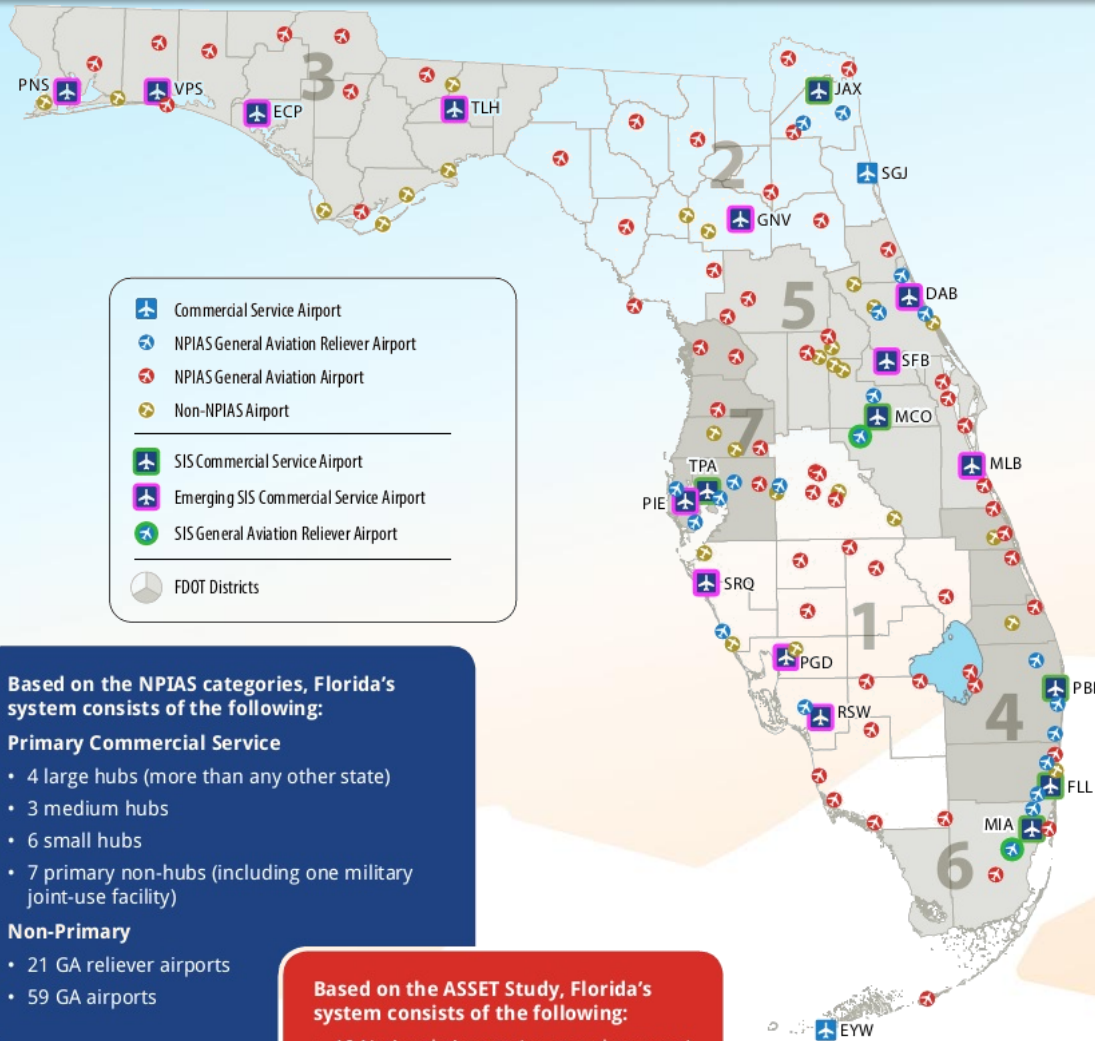 3
PNS
VPS
ECP
TLH
JAX
2
SGJ
GNV
5
DAB
SFB
MCO
7
TPA
PIE
MLB
SRQ
1
PGD
RSW
4
FLL
MIA
6
EYW
Commercial Service Airport
NPIAS General Aviation Reliever Airport
NPIAS General Aviation Airport
Non-NPIAS Airport
SIS Commercial Service Airport
Emerging SIS Commercial Service Airport
SIS General Aviation Reliever Airport
FDOT Districts
Based on the NPIAS categories, Florida's
system consists of the following:
Primary Commercial Service
• 4 large hubs (more than any other state)
• 3 medium hubs
• 6 small hubs
• 7 primary non-hubs (including one military
joint-use facility)
Non-Primary
• 21 GA reliever airports
• 59 GA airports
Based on the ASSET Study, Florida's
system consists of the following: